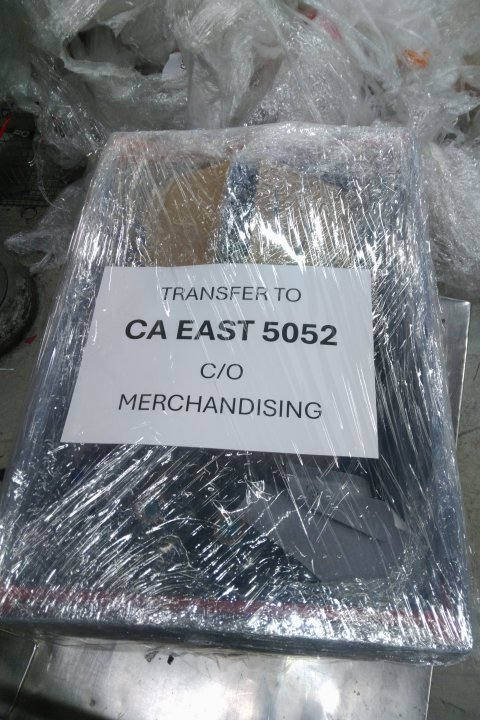 TRANSFER TO
CA EAST 5052
C/O
MERCHANDISING